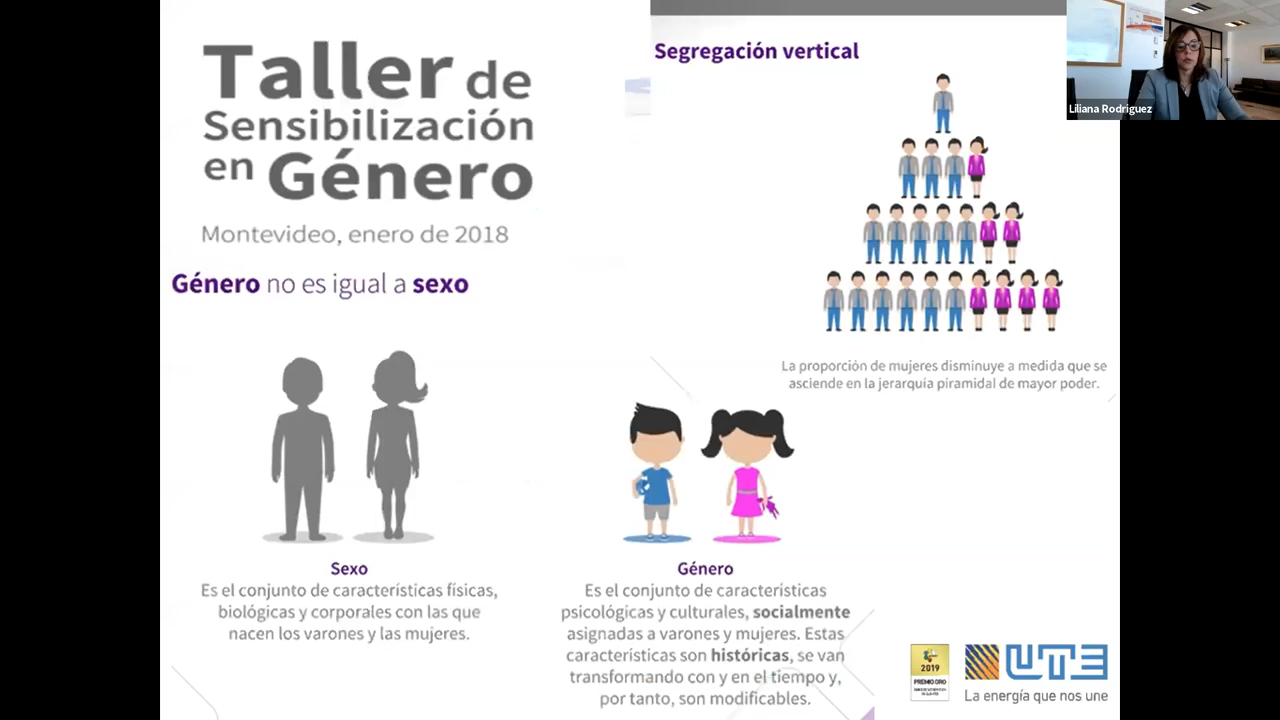 Taller de
Sensibilización
en Género
Montevideo, enero de 2018
Género no es igual a sexo
Sexo
Es el conjunto de características físicas,
biológicas y corporales con las que
nacen los varones y las mujeres.
Género
Es el conjunto de características
psicológicas y culturales, socialmente
asignadas a varones y mujeres. Estas
características son históricas, se van
transformando con y en el tiempo y,
por tanto, son modificables.
Segregación vertical
La proporción de mujeres disminuye a medida que se
asciende en la jerarquía piramidal de mayor poder.
Liliana Rodriguez
2019
PREMIO ORO
UTE
La energía que nos une